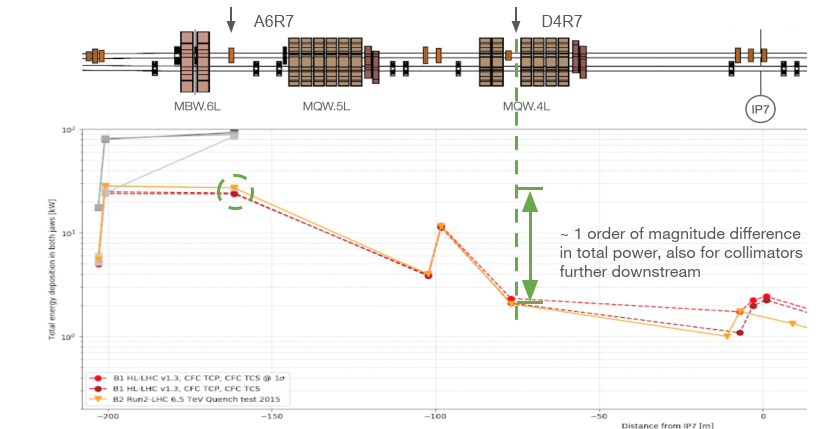 A6R7
D4R7
MBW.6L
MQW.5L
MQW.4L
IP7
10²
10¹
10⁰
Total energy deposition in both jaws [kW]
~ 1 order of magnitude difference
in total power, also for collimators
further downstream
B1 HL-LHC v1.3, CFC TCP, CFC TCS @ 1σ
B1 HL-LHC v1.3, CFC TCP, CFC TCS
B2 Run2-LHC 6.5 TeV Quench test 2015
−200
−150
−100
−50
0
Distance from IP7 [m]